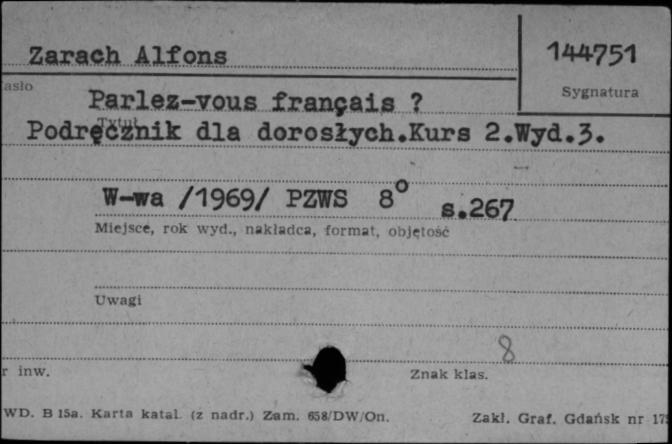 Zarach Alfons
144751
asło
Sygnatura
Parlez-vous français ?
Tytuł
Podręcznik dla dorosłych.Kurs 2.Wyd.3.
W-wa /1969/ PZWS 8° s.267
Miejsce, rok wyd., nakładca, format, objętość
Uwagi
8
r inw.
Znak klas.
WD. B 15a. Karta katal. (z nadr.) Zam. 658/DW/On.
Zakł. Graf. Gdańsk nr 17